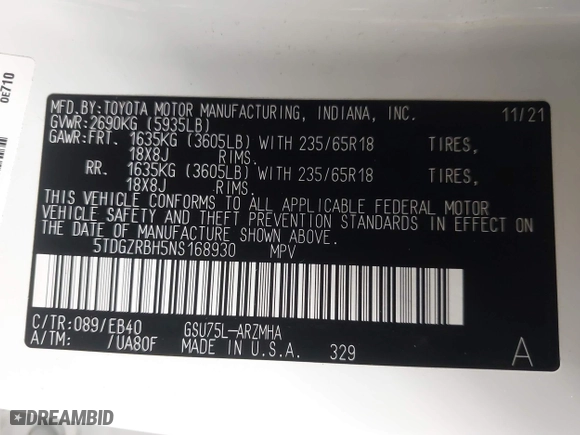 0E710
MFD.BY:TOYOTA MOTOR MANUFACTURING, INDIANA, INC. 11/21
GVWR:2690KG (5935LB)
GAWR:FRT. 1635KG (3605LB) WITH 235/65R18 TIRES,
18X8J RIMS.
RR. 1635KG (3605LB) WITH 235/65R18 TIRES,
18X8J RIMS.
THIS VEHICLE CONFORMS TO ALL APPLICABLE FEDERAL MOTOR
VEHICLE SAFETY AND THEFT PREVENTION STANDARDS IN EFFECT ON
THE DATE OF MANUFACTURE SHOWN ABOVE.
5TDGZRBH5NS168930 MPV
C/TR:089/EB40 GSU75L-ARZMHA
A/TM: /UA80F MADE IN U.S.A. 329 A
DREAMBID